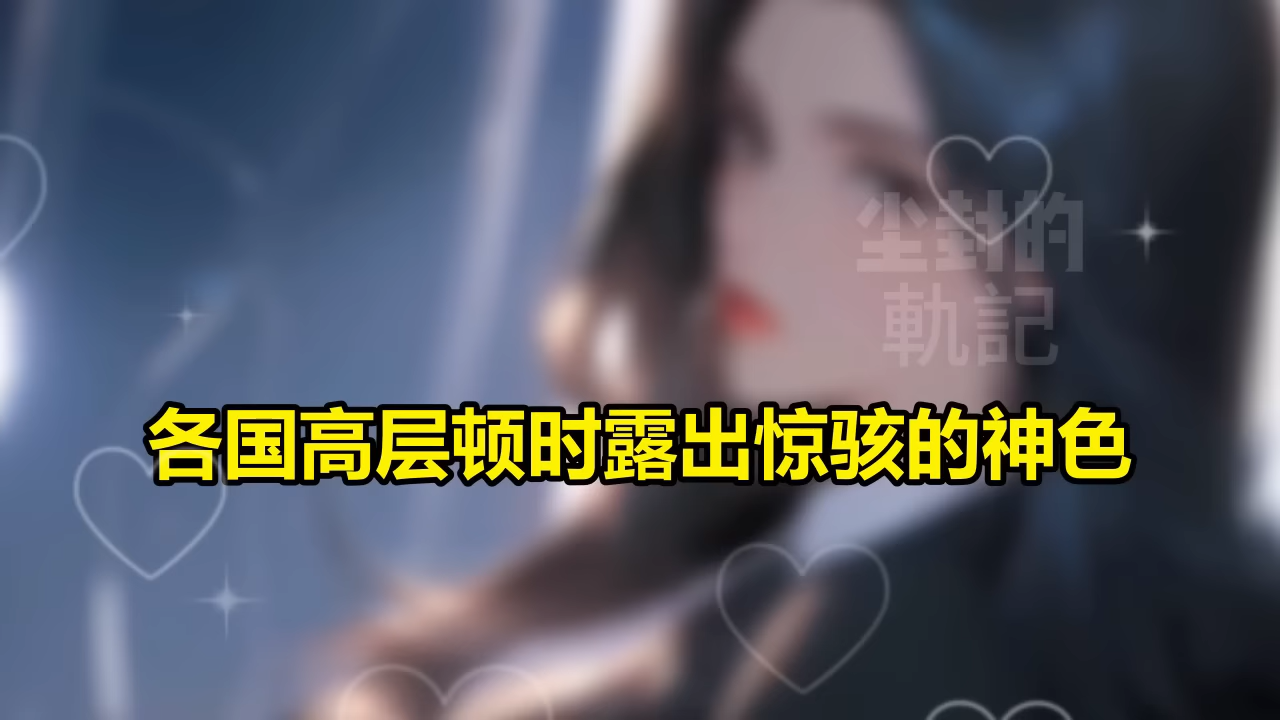 尘封的
軌記
各国高层顿时露出惊骇的神色